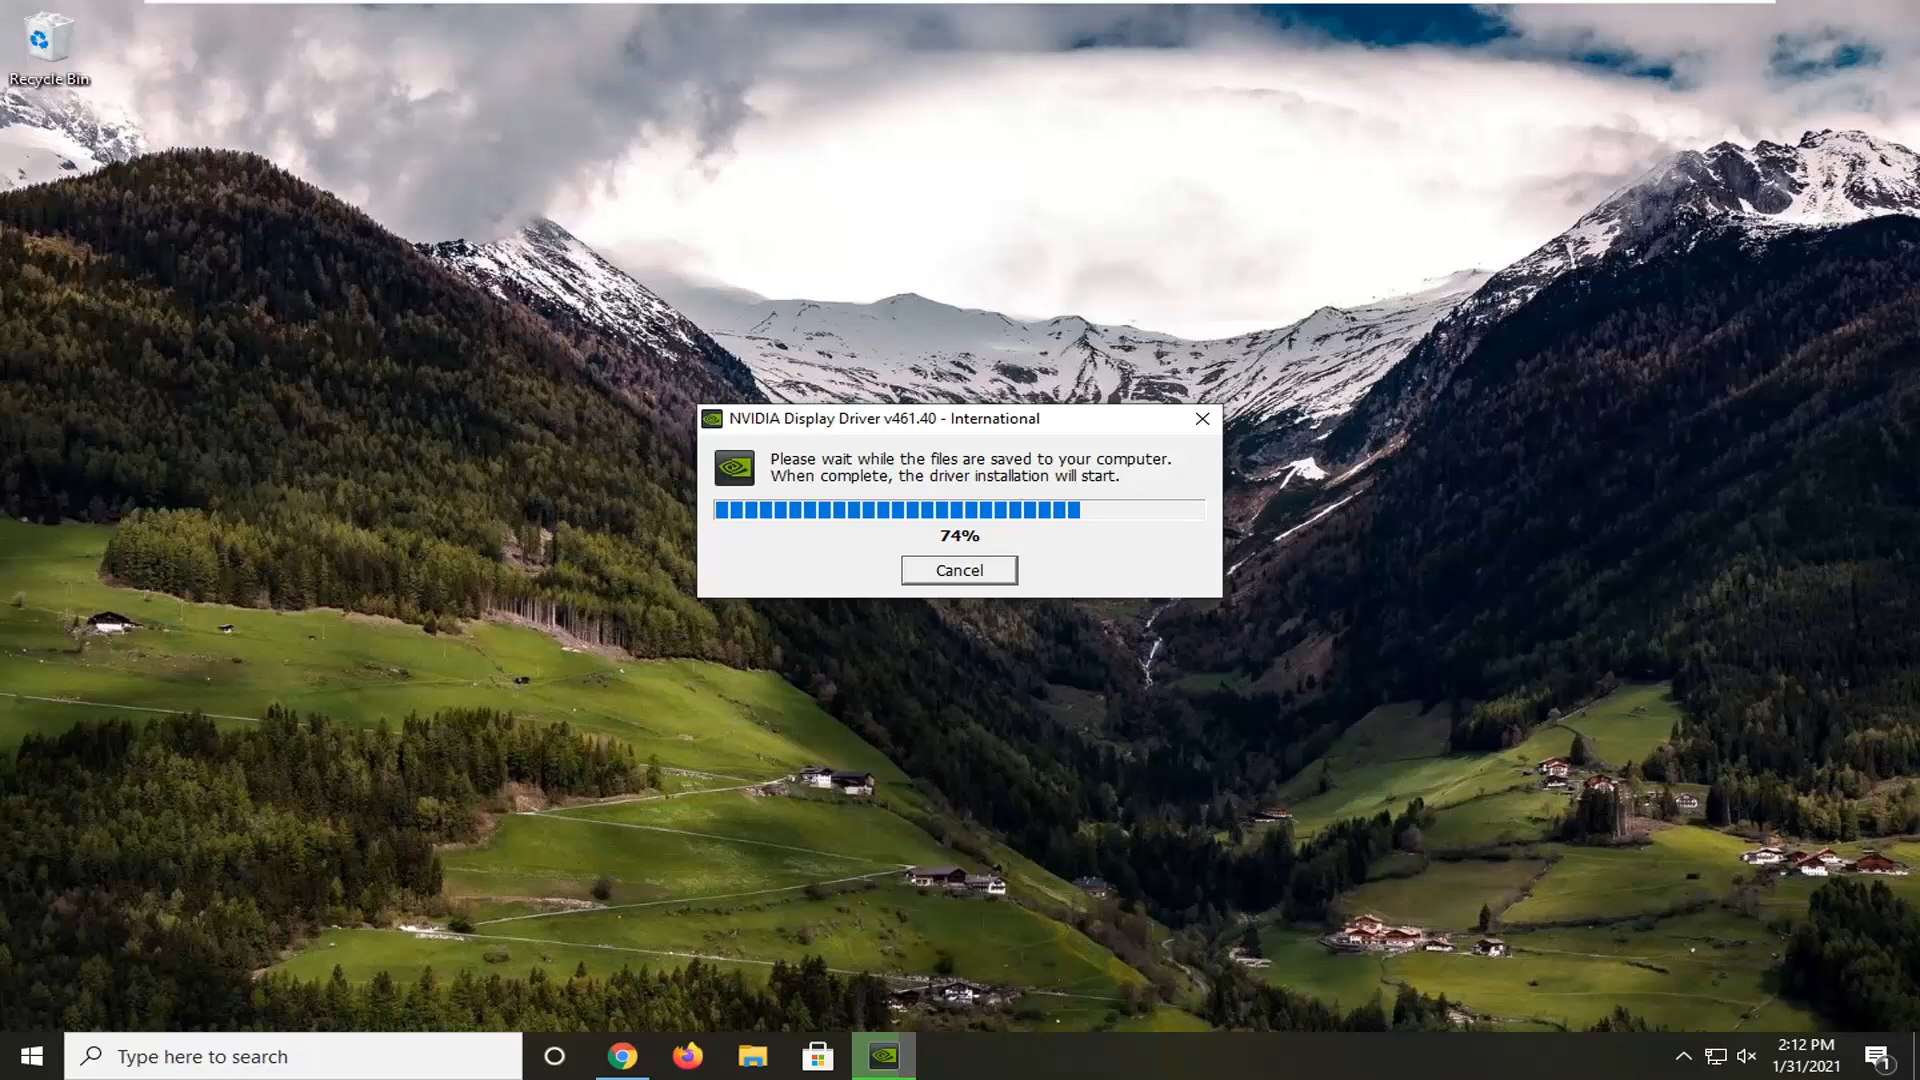 Recycle Bin
NVIDIA Display Driver v461.40 - International
Please wait while the files are saved to your computer.
When complete, the driver installation will start.
74%
Cancel
Type here to search
2:12 PM
1/31/2021
1